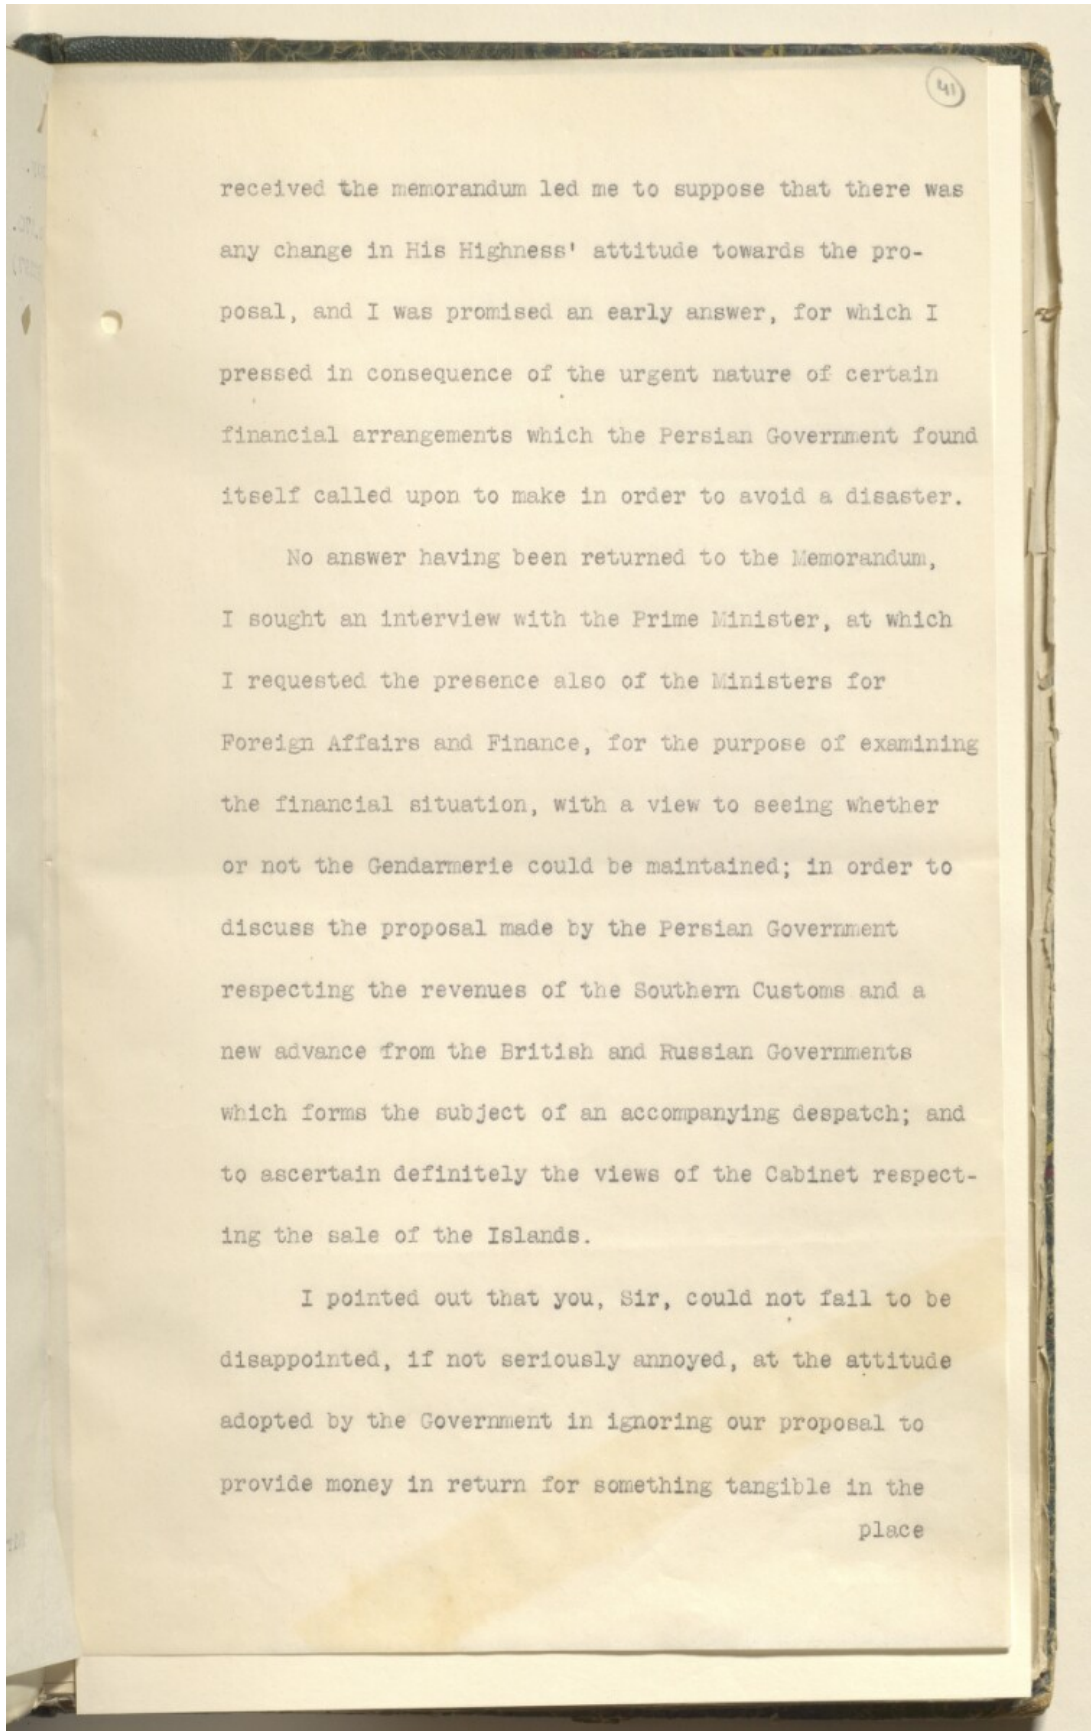 41
received the memorandum led me to suppose that there was
any change in His Highness' attitude towards the pro-
posal, and I was promised an early answer, for which I
pressed in consequence of the urgent nature of certain
financial arrangements which the Persian Government found
itself called upon to make in order to avoid a disaster.
No answer having been returned to the Memorandum,
I sought an interview with the Prime Minister, at which
I requested the presence also of the Ministers for
Foreign Affairs and Finance, for the purpose of examining
the financial situation, with a view to seeing whether
or not the Gendarmerie could be maintained; in order to
discuss the proposal made by the Persian Government
respecting the revenues of the Southern Customs and a
new advance from the British and Russian Governments
which forms the subject of an accompanying despatch; and
to ascertain definitely the views of the Cabinet respect-
ing the sale of the Islands.
I pointed out that you, Sir, could not fail to be
disappointed, if not seriously annoyed, at the attitude
adopted by the Government in ignoring our proposal to
provide money in return for something tangible in the
place